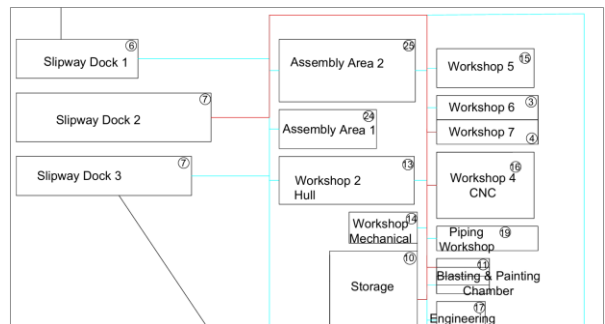 6
Slipway Dock 1
7
Slipway Dock 2
7
Slipway Dock 3
25
Assembly Area 2
24
Assembly Area 1
13
Workshop 2
Hull
14
Workshop
Mechanical
10
Storage
15
Workshop 5
3
Workshop 6
Workshop 7
4
16
Workshop 4
CNC
19
Piping
Workshop
11
Blasting & Painting
Chamber
17
Engineering